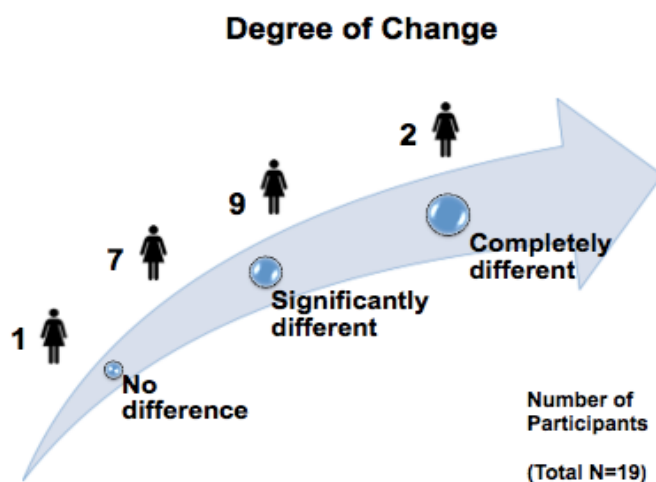 Degree of Change
2
9
7
1
Completely
different
Significantly
different
No
difference
Number of
Participants
(Total N=19)